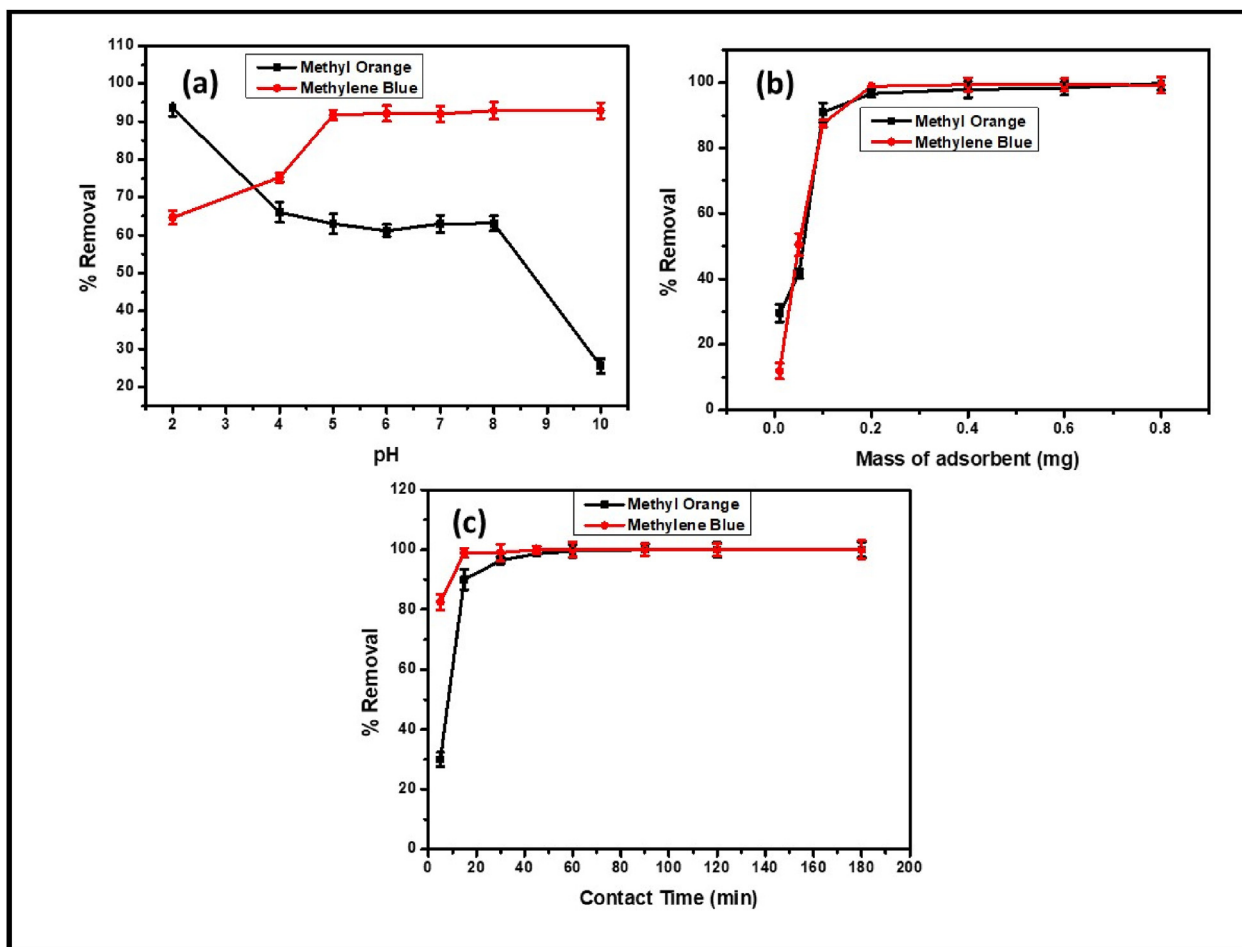 (a)
Methyl Orange
Methylene Blue
% Removal
110
100
90
80
70
60
50
40
30
20
2 3 4 5 6 7 8 9 10
pH
(b)
Methyl Orange
Methylene Blue
% Removal
100
80
60
40
20
0
0.0 0.2 0.4 0.6 0.8
Mass of adsorbent (mg)
(c)
Methyl Orange
Methylene Blue
% Removal
120
100
80
60
40
20
0
0 20 40 60 80 100 120 140 160 180 200
Contact Time (min)